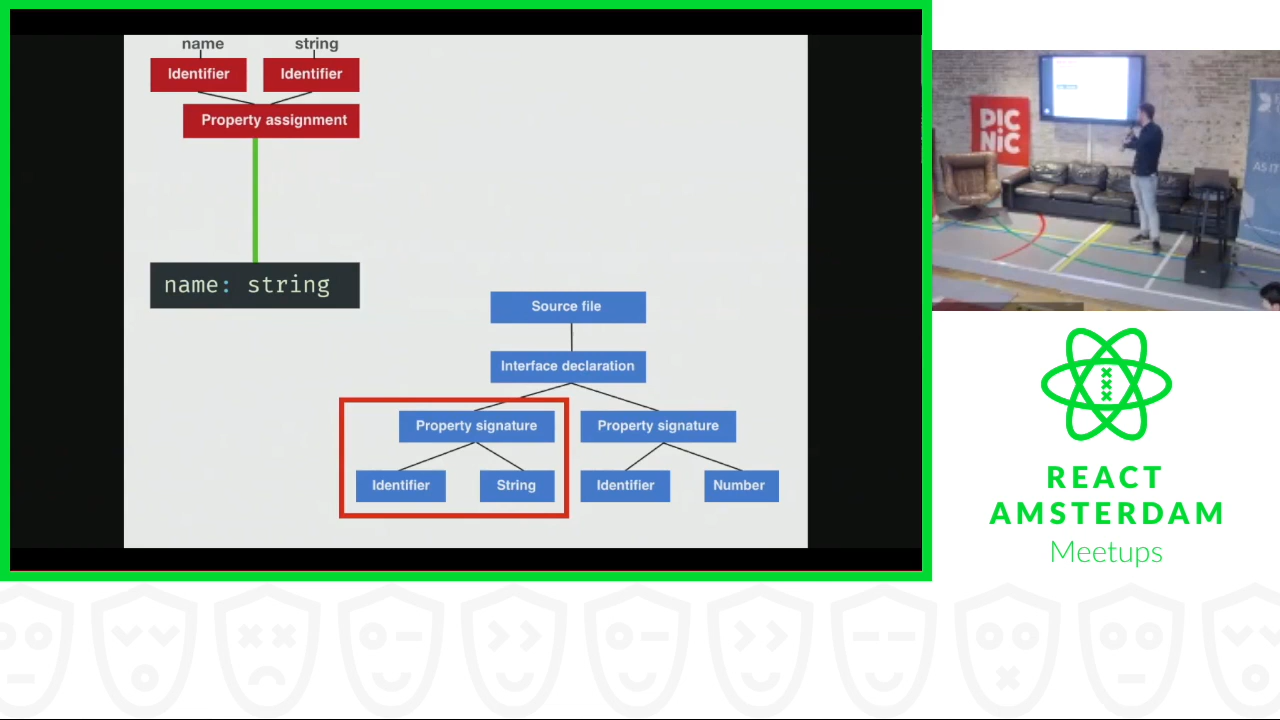 name string
Identifier Identifier
Property assignment
name: string
Source file
Interface declaration
Property signature Property signature
Identifier String Identifier Number
PIC
NIC
REACT
AMSTERDAM
Meetups